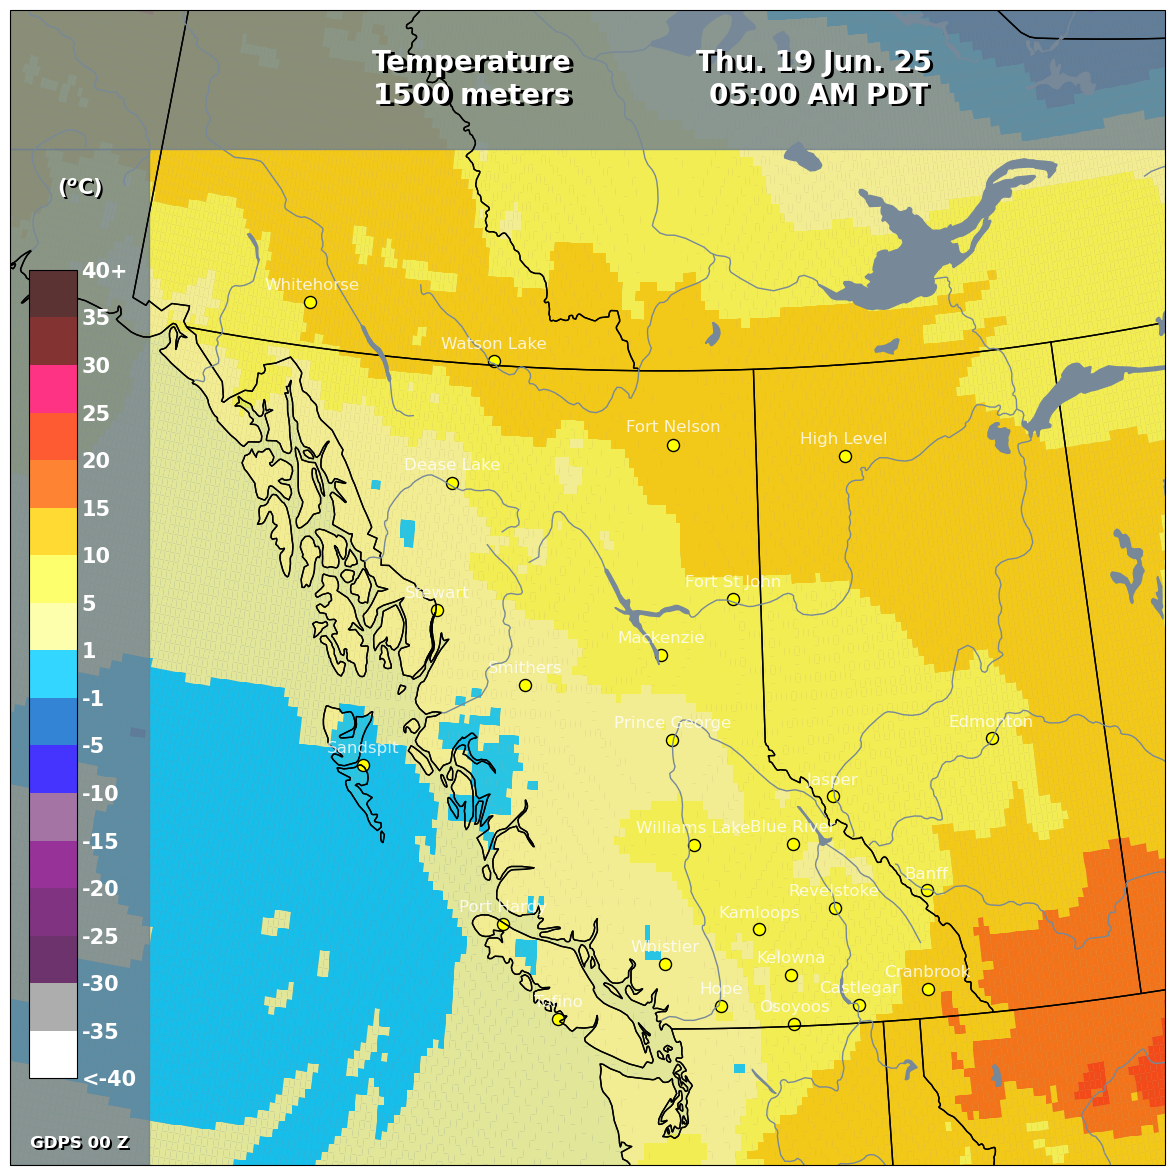 Temperature
1500 meters
Thu. 19 Jun. 25
05:00 AM PDT
(°C)
40+
35
30
25
20
15
10
5
1
-1
-5
-10
-15
-20
-25
-30
-35
<-40
Whitehorse
Watson Lake
Fort Nelson
High Level
Dease Lake
Fort St John
Stewart
Mackenzie
Smithers
Prince George
Edmonton
Sandspit
Jasper
Williams Lake
Blue River
Banff
Revelstoke
Port Hardy
Kamloops
Whistler
Kelowna
Cranbrook
Hope
Castlegar
Tofino
Osoyoos
GDPS 00 Z